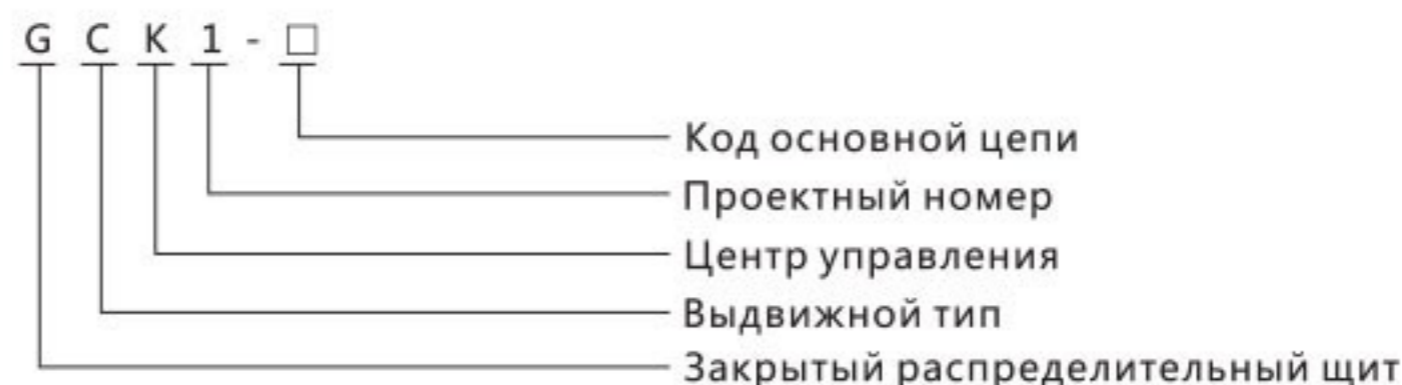 G C K 1 - □
Код основной цепи
Проектный номер
Центр управления
Выдвижной тип
Закрытый распределительный щит